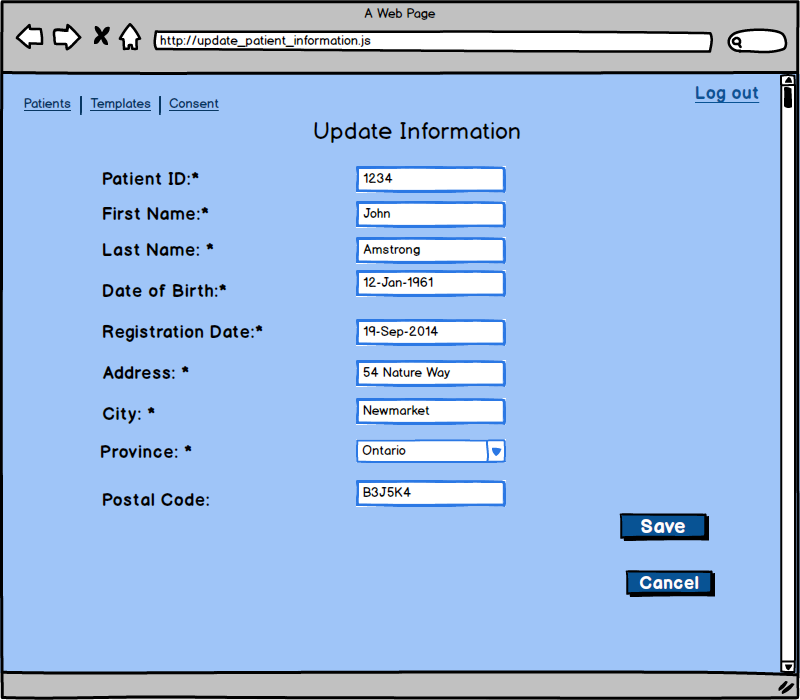 A Web Page
http://update_patient_information.js
Log out
Patients Templates Consent
Update Information
Patient ID:* 1234
First Name:* John
Last Name: * Amstrong
Date of Birth:* 12-Jan-1961
Registration Date:* 19-Sep-2014
Address: * 54 Nature Way
City: * Newmarket
Province: * Ontario
Postal Code: B3J5K4
Save
Cancel